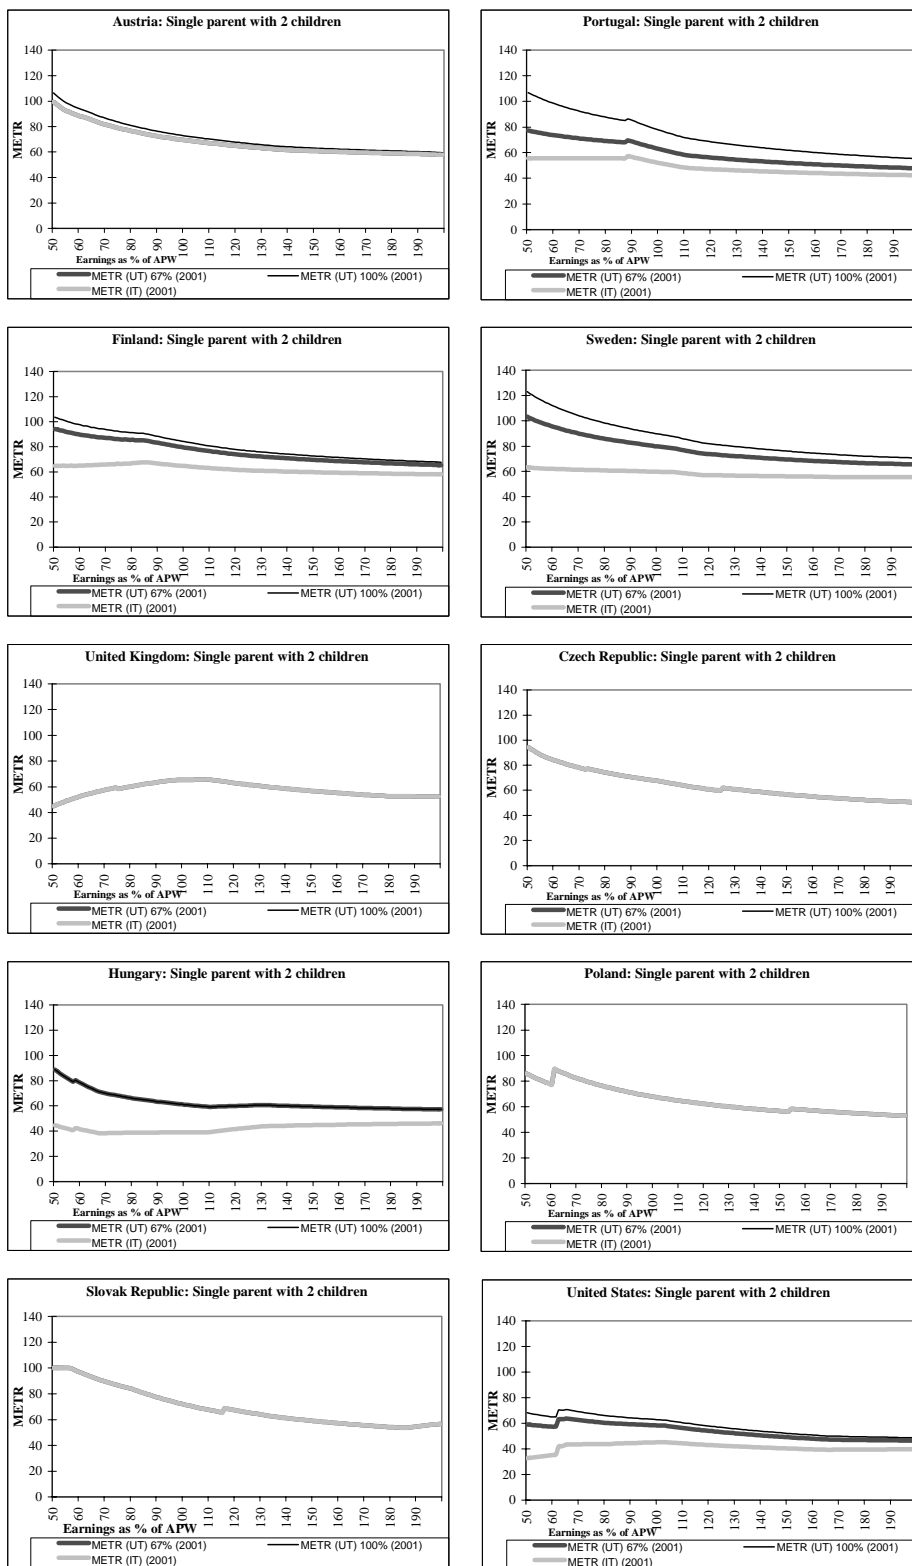 Austria: Single parent with 2 children
140
120
100
80
60
40
20
0
METR
50 60 70 80 90 100 110 120 130 140 150 160 170 180 190
Earnings as % of APW
METR (UT) 67% (2001) METR (UT) 100% (2001)
METR (IT) (2001)
Portugal: Single parent with 2 children
140
120
100
80
60
40
20
0
METR
50 60 70 80 90 100 110 120 130 140 150 160 170 180 190
Earnings as % of APW
METR (UT) 67% (2001) METR (UT) 100% (2001)
METR (IT) (2001)
Finland: Single parent with 2 children
140
120
100
80
60
40
20
0
METR
50 60 70 80 90 100 110 120 130 140 150 160 170 180 190
Earnings as % of APW
METR (UT) 67% (2001) METR (UT) 100% (2001)
METR (IT) (2001)
Sweden: Single parent with 2 children
140
120
100
80
60
40
20
0
METR
50 60 70 80 90 100 110 120 130 140 150 160 170 180 190
Earnings as % of APW
METR (UT) 67% (2001) METR (UT) 100% (2001)
METR (IT) (2001)
United Kingdom: Single parent with 2 children
140
120
100
80
60
40
20
0
METR
50 60 70 80 90 100 110 120 130 140 150 160 170 180 190
Earnings as % of APW
METR (UT) 67% (2001) METR (UT) 100% (2001)
METR (IT) (2001)
Czech Republic: Single parent with 2 children
140
120
100
80
60
40
20
0
METR
50 60 70 80 90 100 110 120 130 140 150 160 170 180 190
Earnings as % of APW
METR (UT) 67% (2001) METR (UT) 100% (2001)
METR (IT) (2001)
Hungary: Single parent with 2 children
140
120
100
80
60
40
20
0
METR
50 60 70 80 90 100 110 120 130 140 150 160 170 180 190
Earnings as % of APW
METR (UT) 67% (2001) METR (UT) 100% (2001)
METR (IT) (2001)
Poland: Single parent with 2 children
140
120
100
80
60
40
20
0
METR
50 60 70 80 90 100 110 120 130 140 150 160 170 180 190
Earnings as % of APW
METR (UT) 67% (2001) METR (UT) 100% (2001)
METR (IT) (2001)
Slovak Republic: Single parent with 2 children
140
120
100
80
60
40
20
0
METR
50 60 70 80 90 100 110 120 130 140 150 160 170 180 190
Earnings as % of APW
METR (UT) 67% (2001) METR (UT) 100% (2001)
METR (IT) (2001)
United States: Single parent with 2 children
140
120
100
80
60
40
20
0
METR
50 60 70 80 90 100 110 120 130 140 150 160 170 180 190
Earnings as % of APW
METR (UT) 67% (2001) METR (UT) 100% (2001)
METR (IT) (2001)